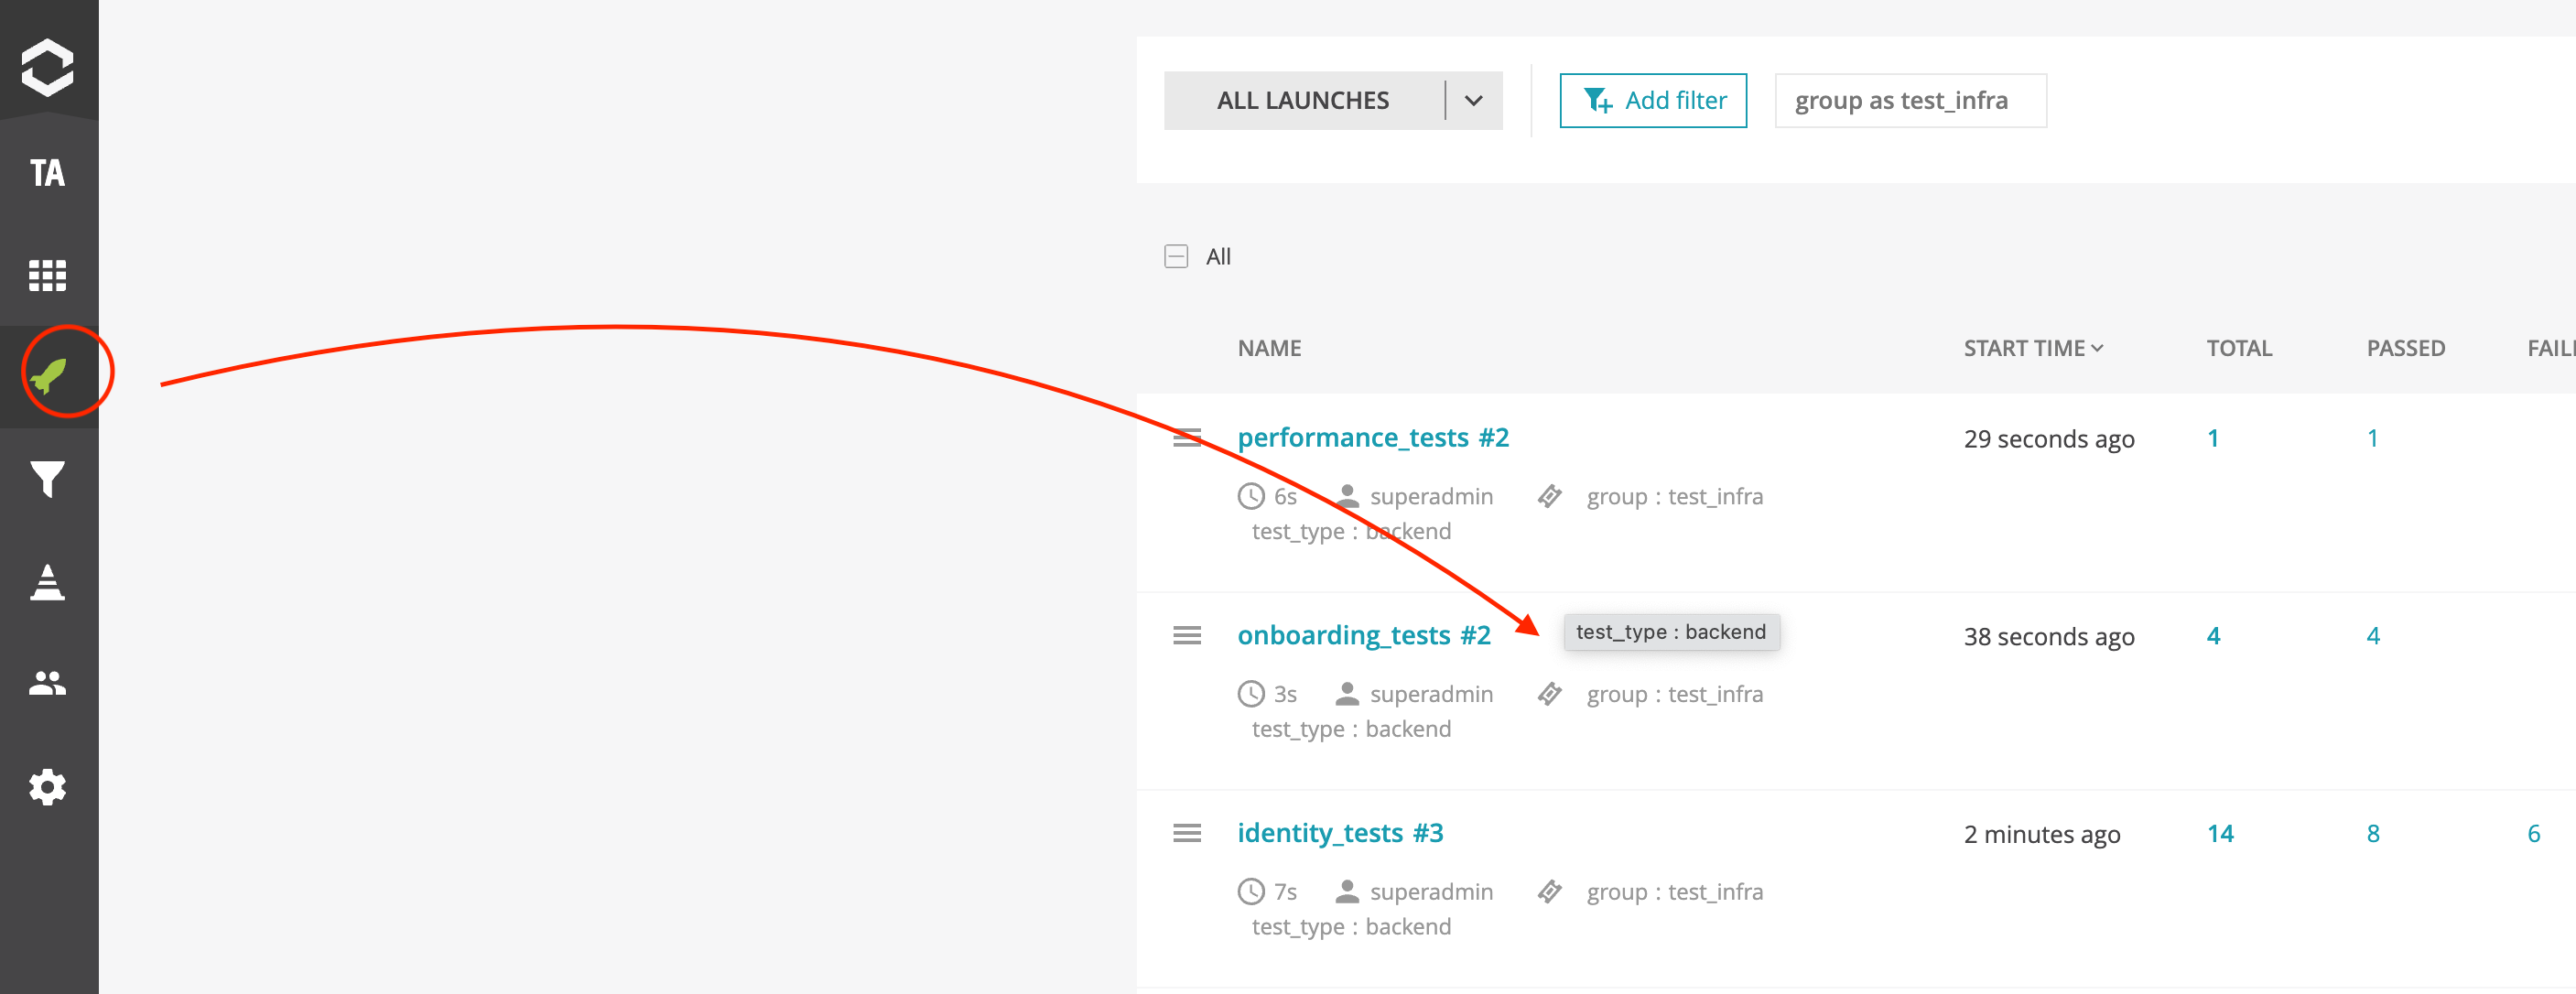 TA
ALL LAUNCHES
Add filter
group as test_infra
All
NAME START TIME TOTAL PASSED FAIL
performance_tests #2 29 seconds ago 1 1
6s superadmin group : test_infra
test_type : backend
onboarding_tests #2 test_type : backend 38 seconds ago 4 4
3s superadmin group : test_infra
test_type : backend
identity_tests #3 2 minutes ago 14 8 6
7s superadmin group : test_infra
test_type : backend